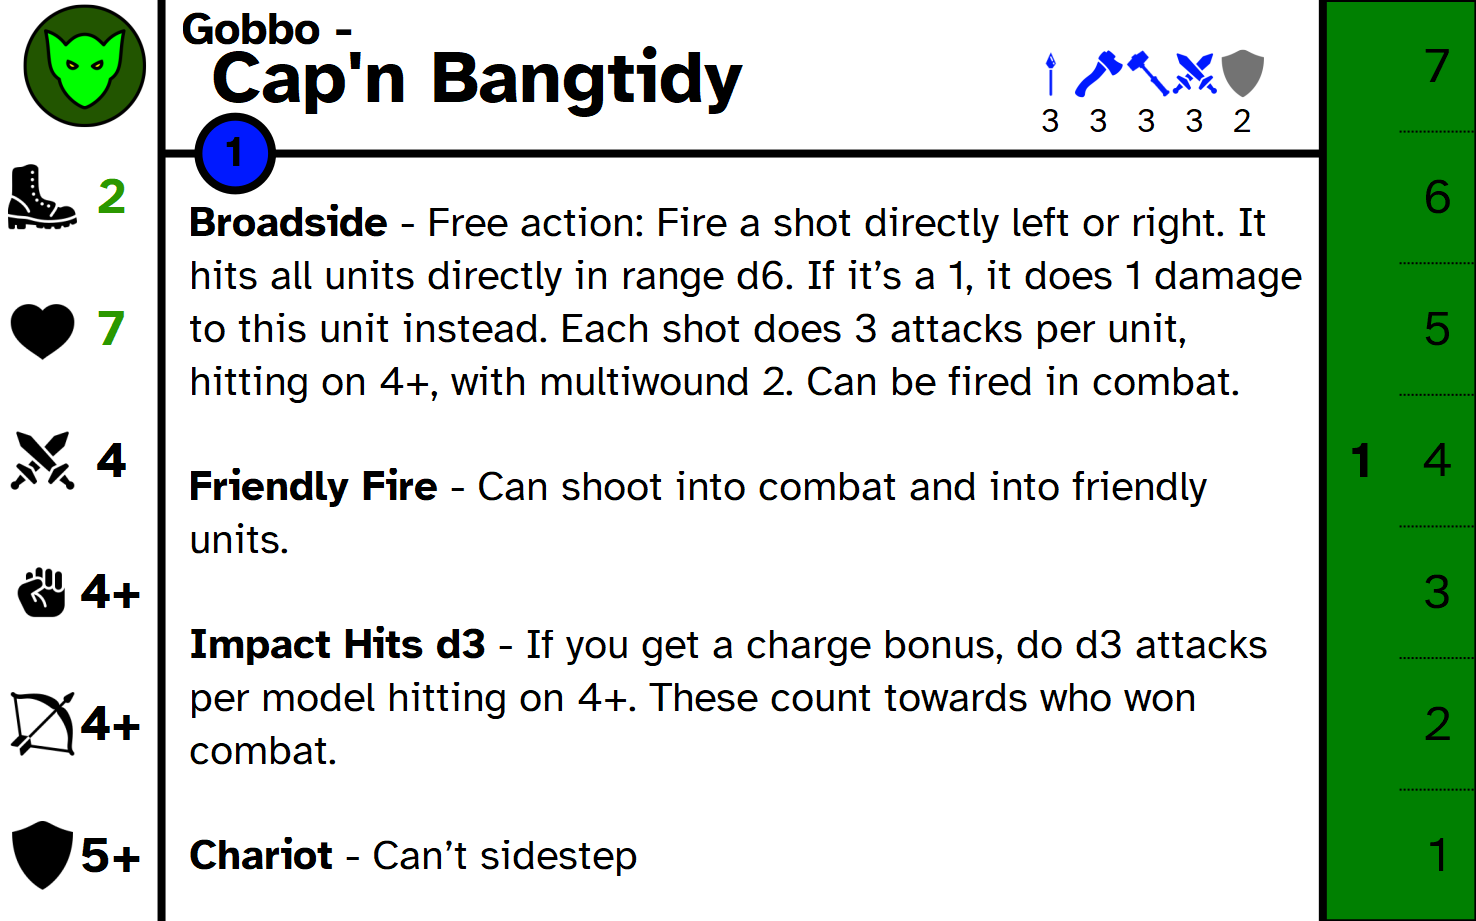 Gobbo -
Cap'n Bangtidy
3 3 3 3 2
1
2
7
4
4+
4+
5+
Broadside - Free action: Fire a shot directly left or right. It
hits all units directly in range d6. If it’s a 1, it does 1 damage
to this unit instead. Each shot does 3 attacks per unit,
hitting on 4+, with multiwound 2. Can be fired in combat.
Friendly Fire - Can shoot into combat and into friendly
units.
Impact Hits d3 - If you get a charge bonus, do d3 attacks
per model hitting on 4+. These count towards who won
combat.
Chariot - Can’t sidestep
7
6
5
1 4
3
2
1